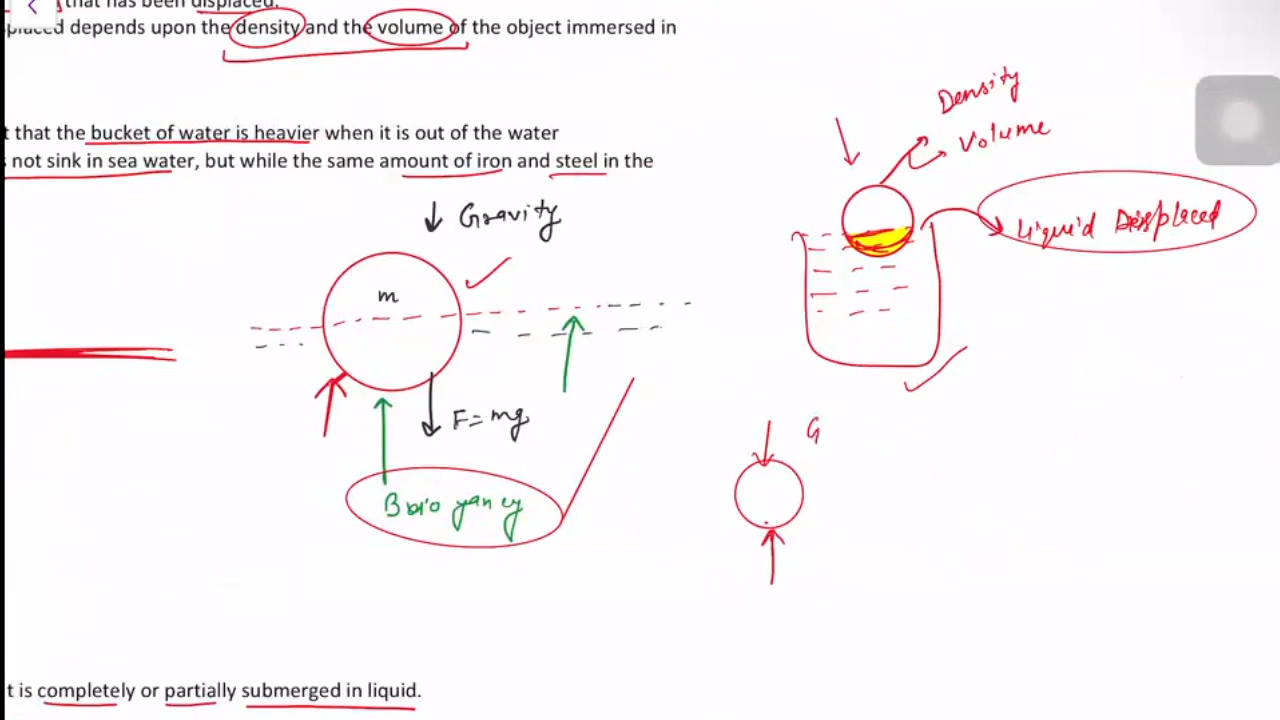 that has been displaced.
placed depends upon the density and the volume of the object immersed in
t that the bucket of water is heavier when it is out of the water
not sink in sea water, but while the same amount of iron and steel in the
Density
Volume
Gravity
Liquid Displaced
m
F=mg
G
Buoyancy
t is completely or partially submerged in liquid.